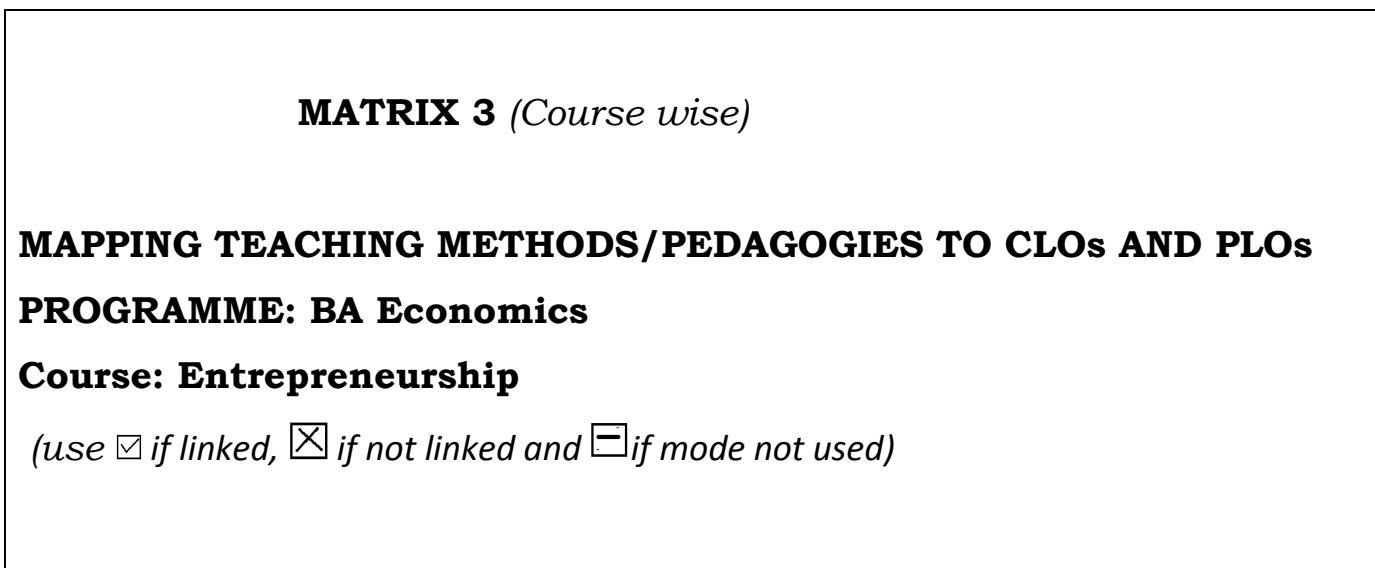 MATRIX 3 (Course wise)
MAPPING TEACHING METHODS/PEDAGOGIES TO CLOs AND PLOs
PROGRAMME: BA Economics
Course: Entrepreneurship
(use ☑ if linked, ☒ if not linked and ⊟ if mode not used)